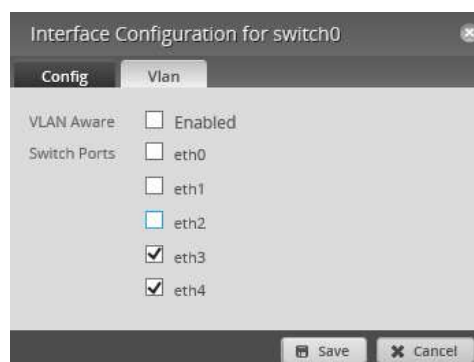 Interface Configuration for switch0
Config Vlan
VLAN Aware Enabled
Switch Ports eth0
eth1
eth2
eth3
eth4
Save Cancel